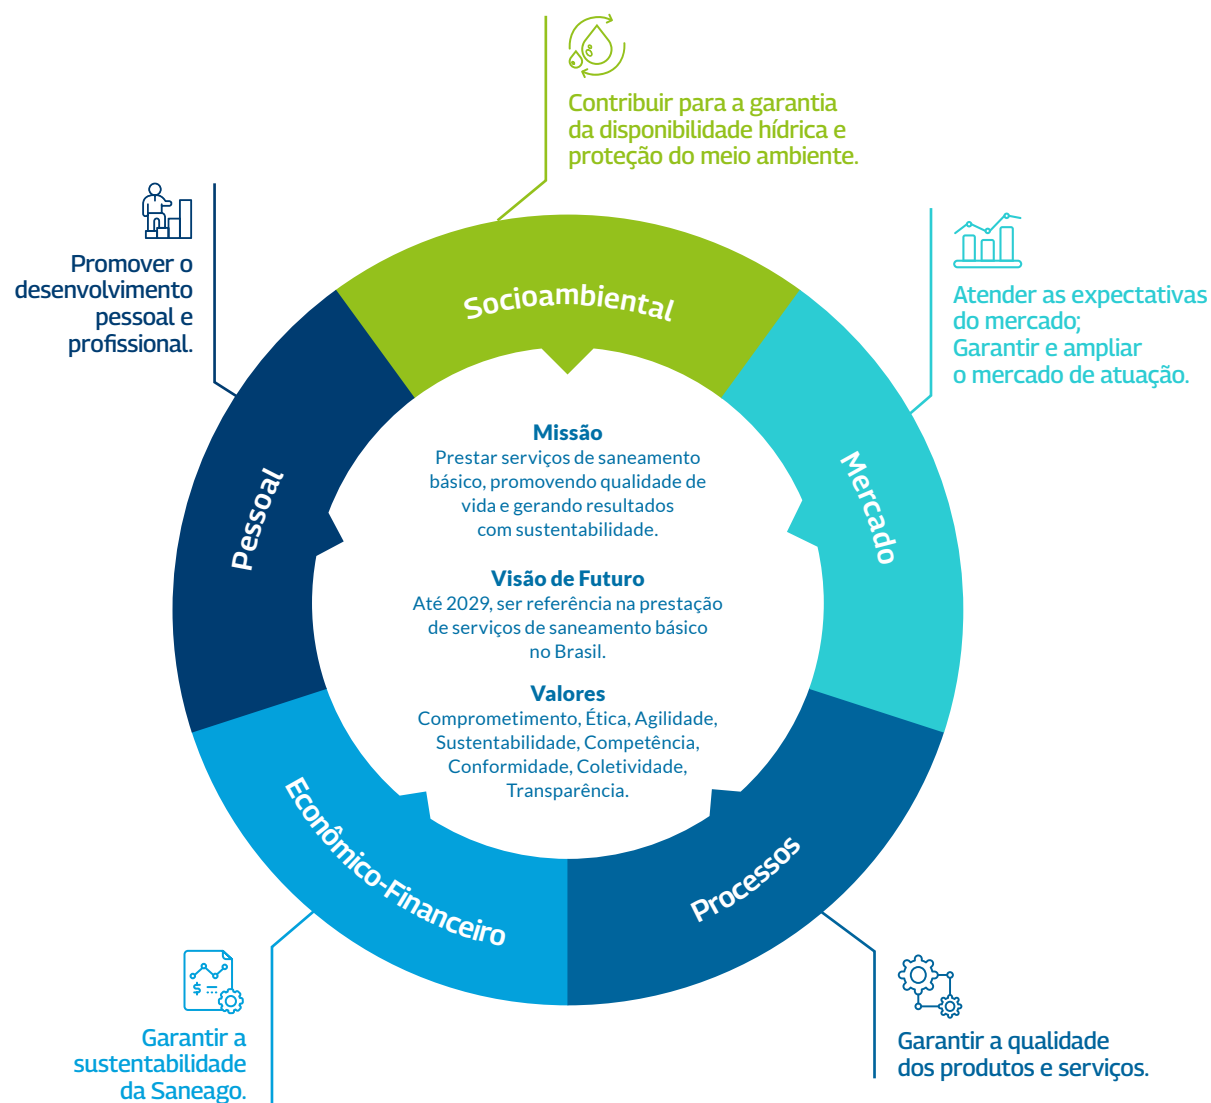 Contribuir para a garantia
da disponibilidade hídrica e
proteção do meio ambiente.
Promover o
desenvolvimento
pessoal e
profissional.
Atender as expectativas
do mercado;
Garantir e ampliar
o mercado de atuação.
Socioambiental
Pessoal
Mercado
Missão
Prestar serviços de saneamento
básico, promovendo qualidade de
vida e gerando resultados
com sustentabilidade.
Visão de Futuro
Até 2029, ser referência na prestação
de serviços de saneamento básico
no Brasil.
Valores
Comprometimento, Ética, Agilidade,
Sustentabilidade, Competência,
Conformidade, Coletividade,
Transparência.
Econômico-Financeiro
Processos
$
Garantir a
sustentabilidade
da Saneago.
Garantir a qualidade
dos produtos e serviços.